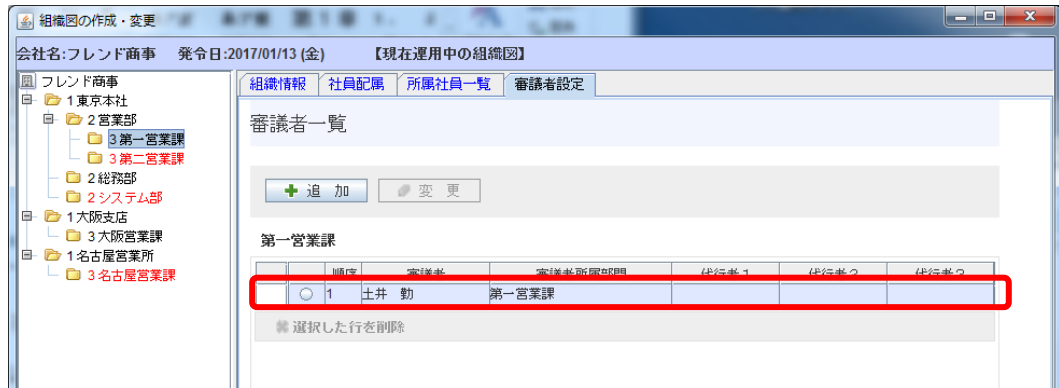 組織図の作成・変更
会社名:フレンド商事 発令日:2017/01/13 (金) 【現在運用中の組織図】
フレンド商事
1 東京本社
2 営業部
3 第一営業課
3 第二営業課
2 総務部
2 システム部
1 大阪支店
3 大阪営業課
1 名古屋営業所
3 名古屋営業課
組織情報 社員配属 所属社員一覧 審議者設定
審議者一覧
追 加 変 更
第一営業課
順序 審議者 審議者所属部門 代行者1 代行者2 代行者3
1 土井 勤 第一営業課
選択した行を削除